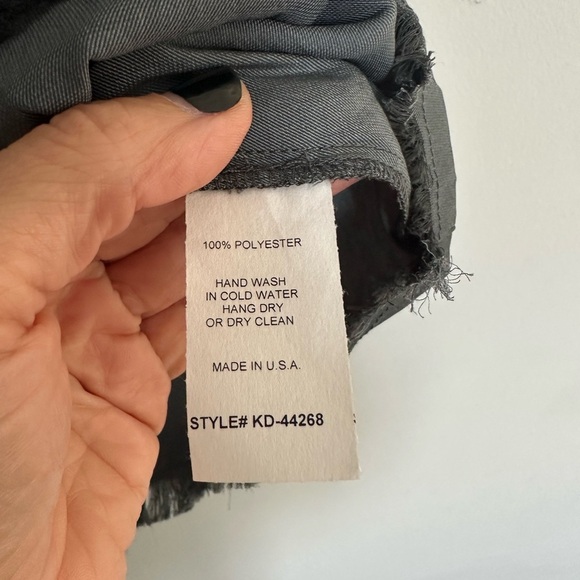 100% POLYESTER
HAND WASH
IN COLD WATER
HANG DRY
OR DRY CLEAN
MADE IN U.S.A.
STYLE# KD-44268